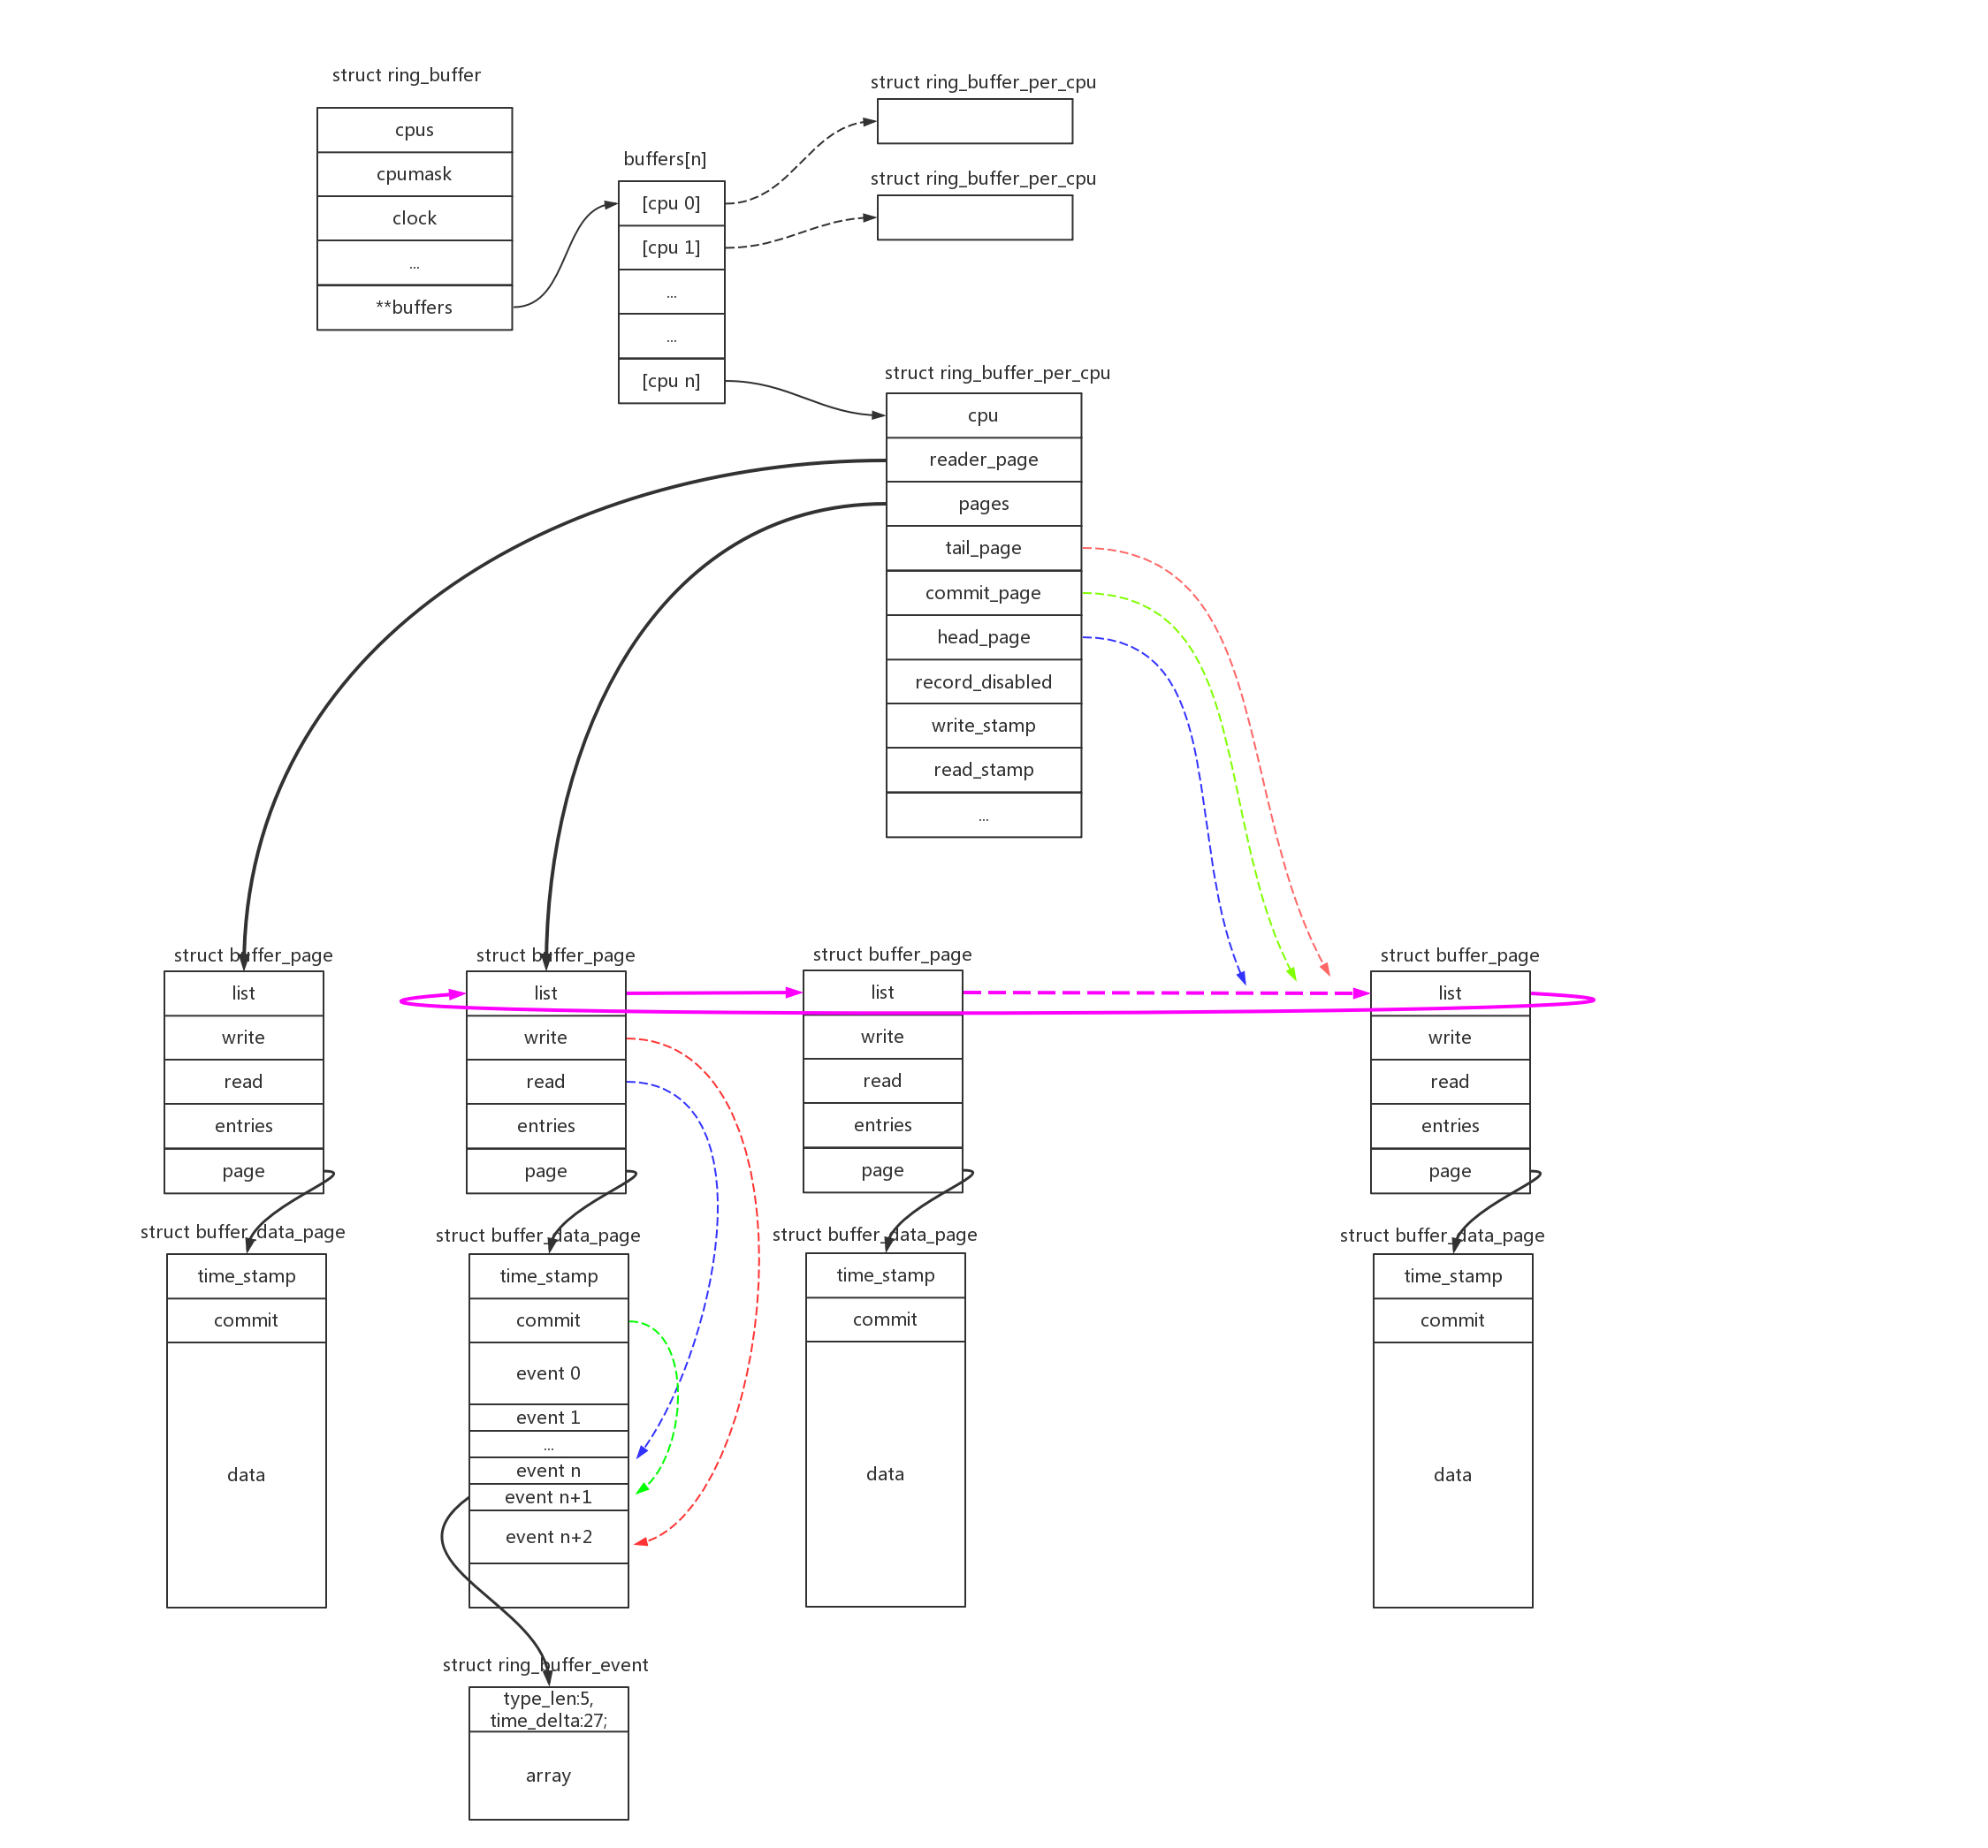 struct ring_buffer
cpus
cpumask
clock
...
**buffers
buffers[n]
[cpu 0]
[cpu 1]
...
...
[cpu n]
struct ring_buffer_per_cpu
struct ring_buffer_per_cpu
struct ring_buffer_per_cpu
cpu
reader_page
pages
tail_page
commit_page
head_page
record_disabled
write_stamp
read_stamp
...
struct buffer_page
list
write
read
entries
page
struct buffer_page
list
write
read
entries
page
struct buffer_page
list
write
read
entries
page
struct buffer_page
list
write
read
entries
page
struct buffer_data_page
time_stamp
commit
data
struct buffer_data_page
time_stamp
commit
event 0
event 1
...
event n
event n+1
event n+2
struct buffer_data_page
time_stamp
commit
data
struct buffer_data_page
time_stamp
commit
data
struct ring_buffer_event
type_len:5,
time_delta:27;
array